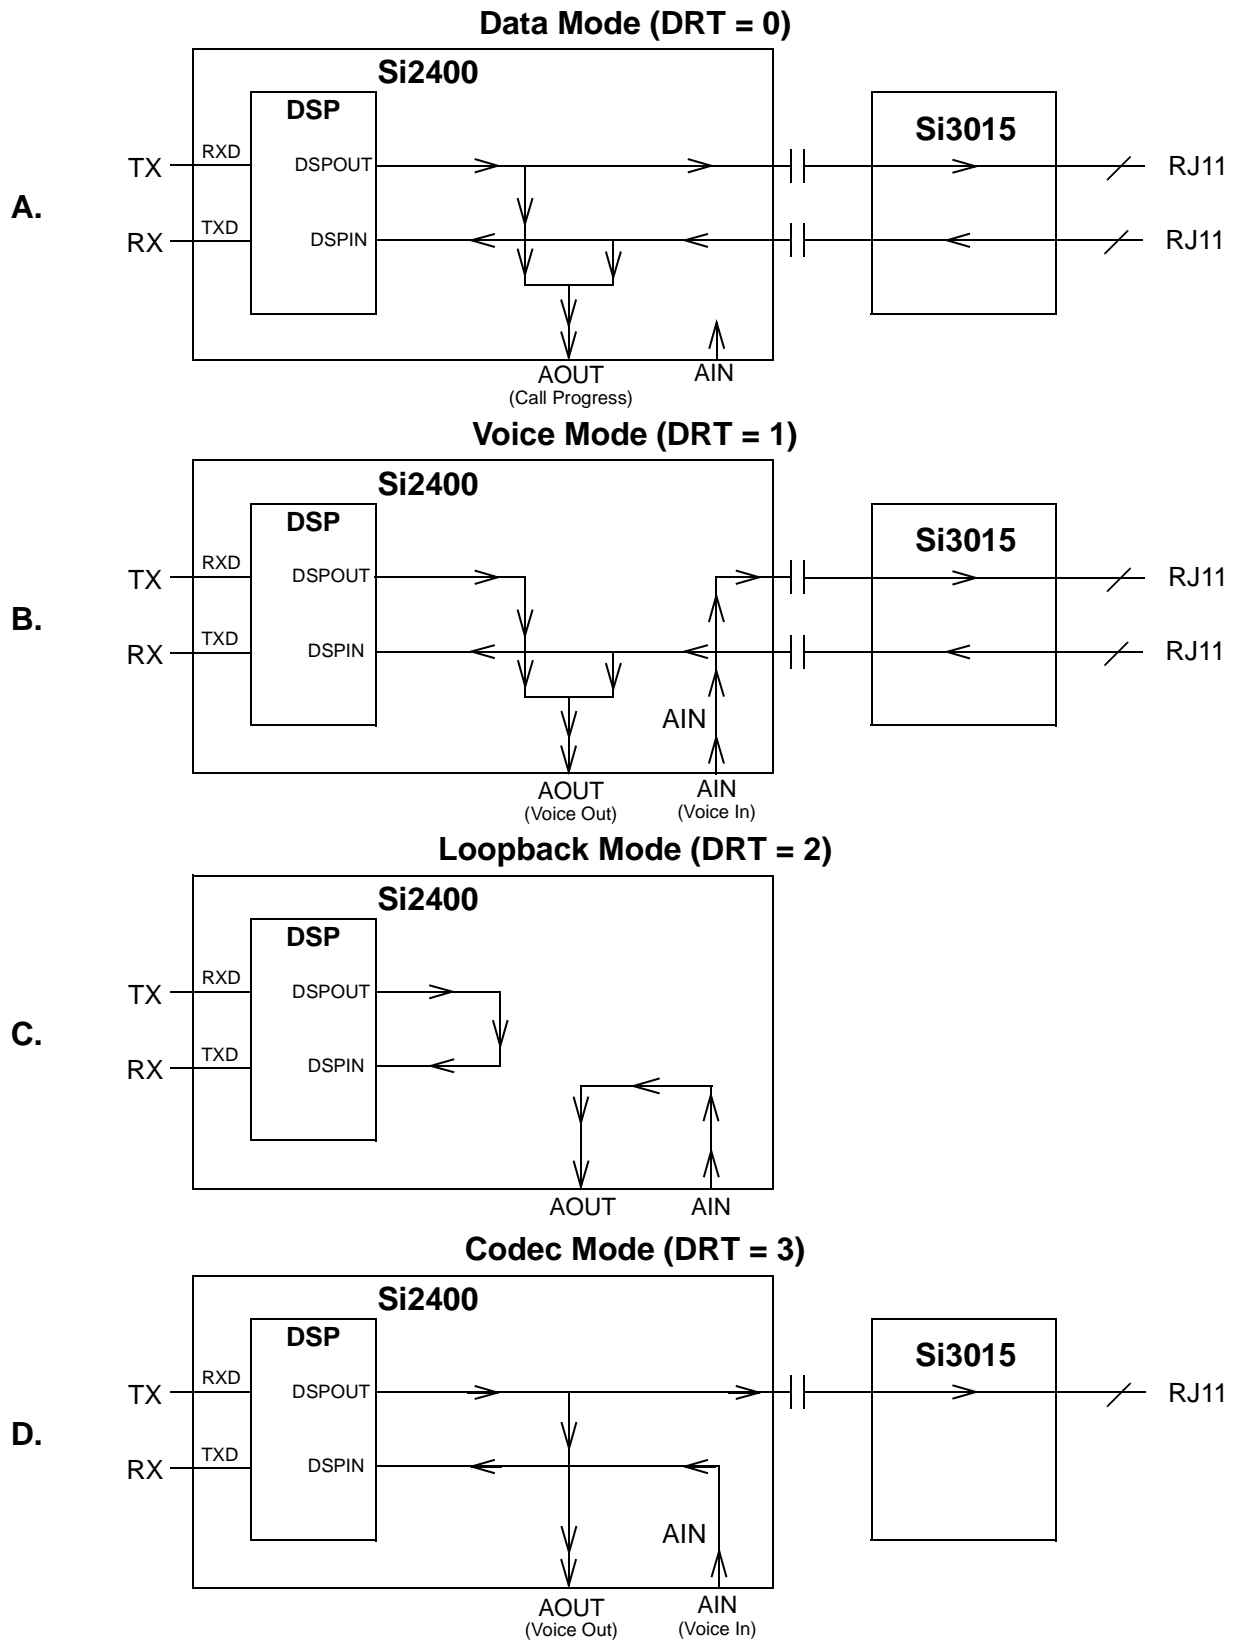 Data Mode (DRT = 0)
Si2400
DSP
Si3015
TX
RXD
DSPOUT
RJ11
A.
RX
TXD
DSPIN
RJ11
AOUT
(Call Progress)
AIN
Voice Mode (DRT = 1)
Si2400
DSP
Si3015
TX
RXD
DSPOUT
RJ11
B.
RX
TXD
DSPIN
RJ11
AIN
AOUT
(Voice Out)
AIN
(Voice In)
Loopback Mode (DRT = 2)
Si2400
DSP
TX
RXD
DSPOUT
C.
RX
TXD
DSPIN
AOUT
AIN
Codec Mode (DRT = 3)
Si2400
DSP
Si3015
TX
RXD
DSPOUT
RJ11
D.
RX
TXD
DSPIN
AIN
AOUT
(Voice Out)
AIN
(Voice In)